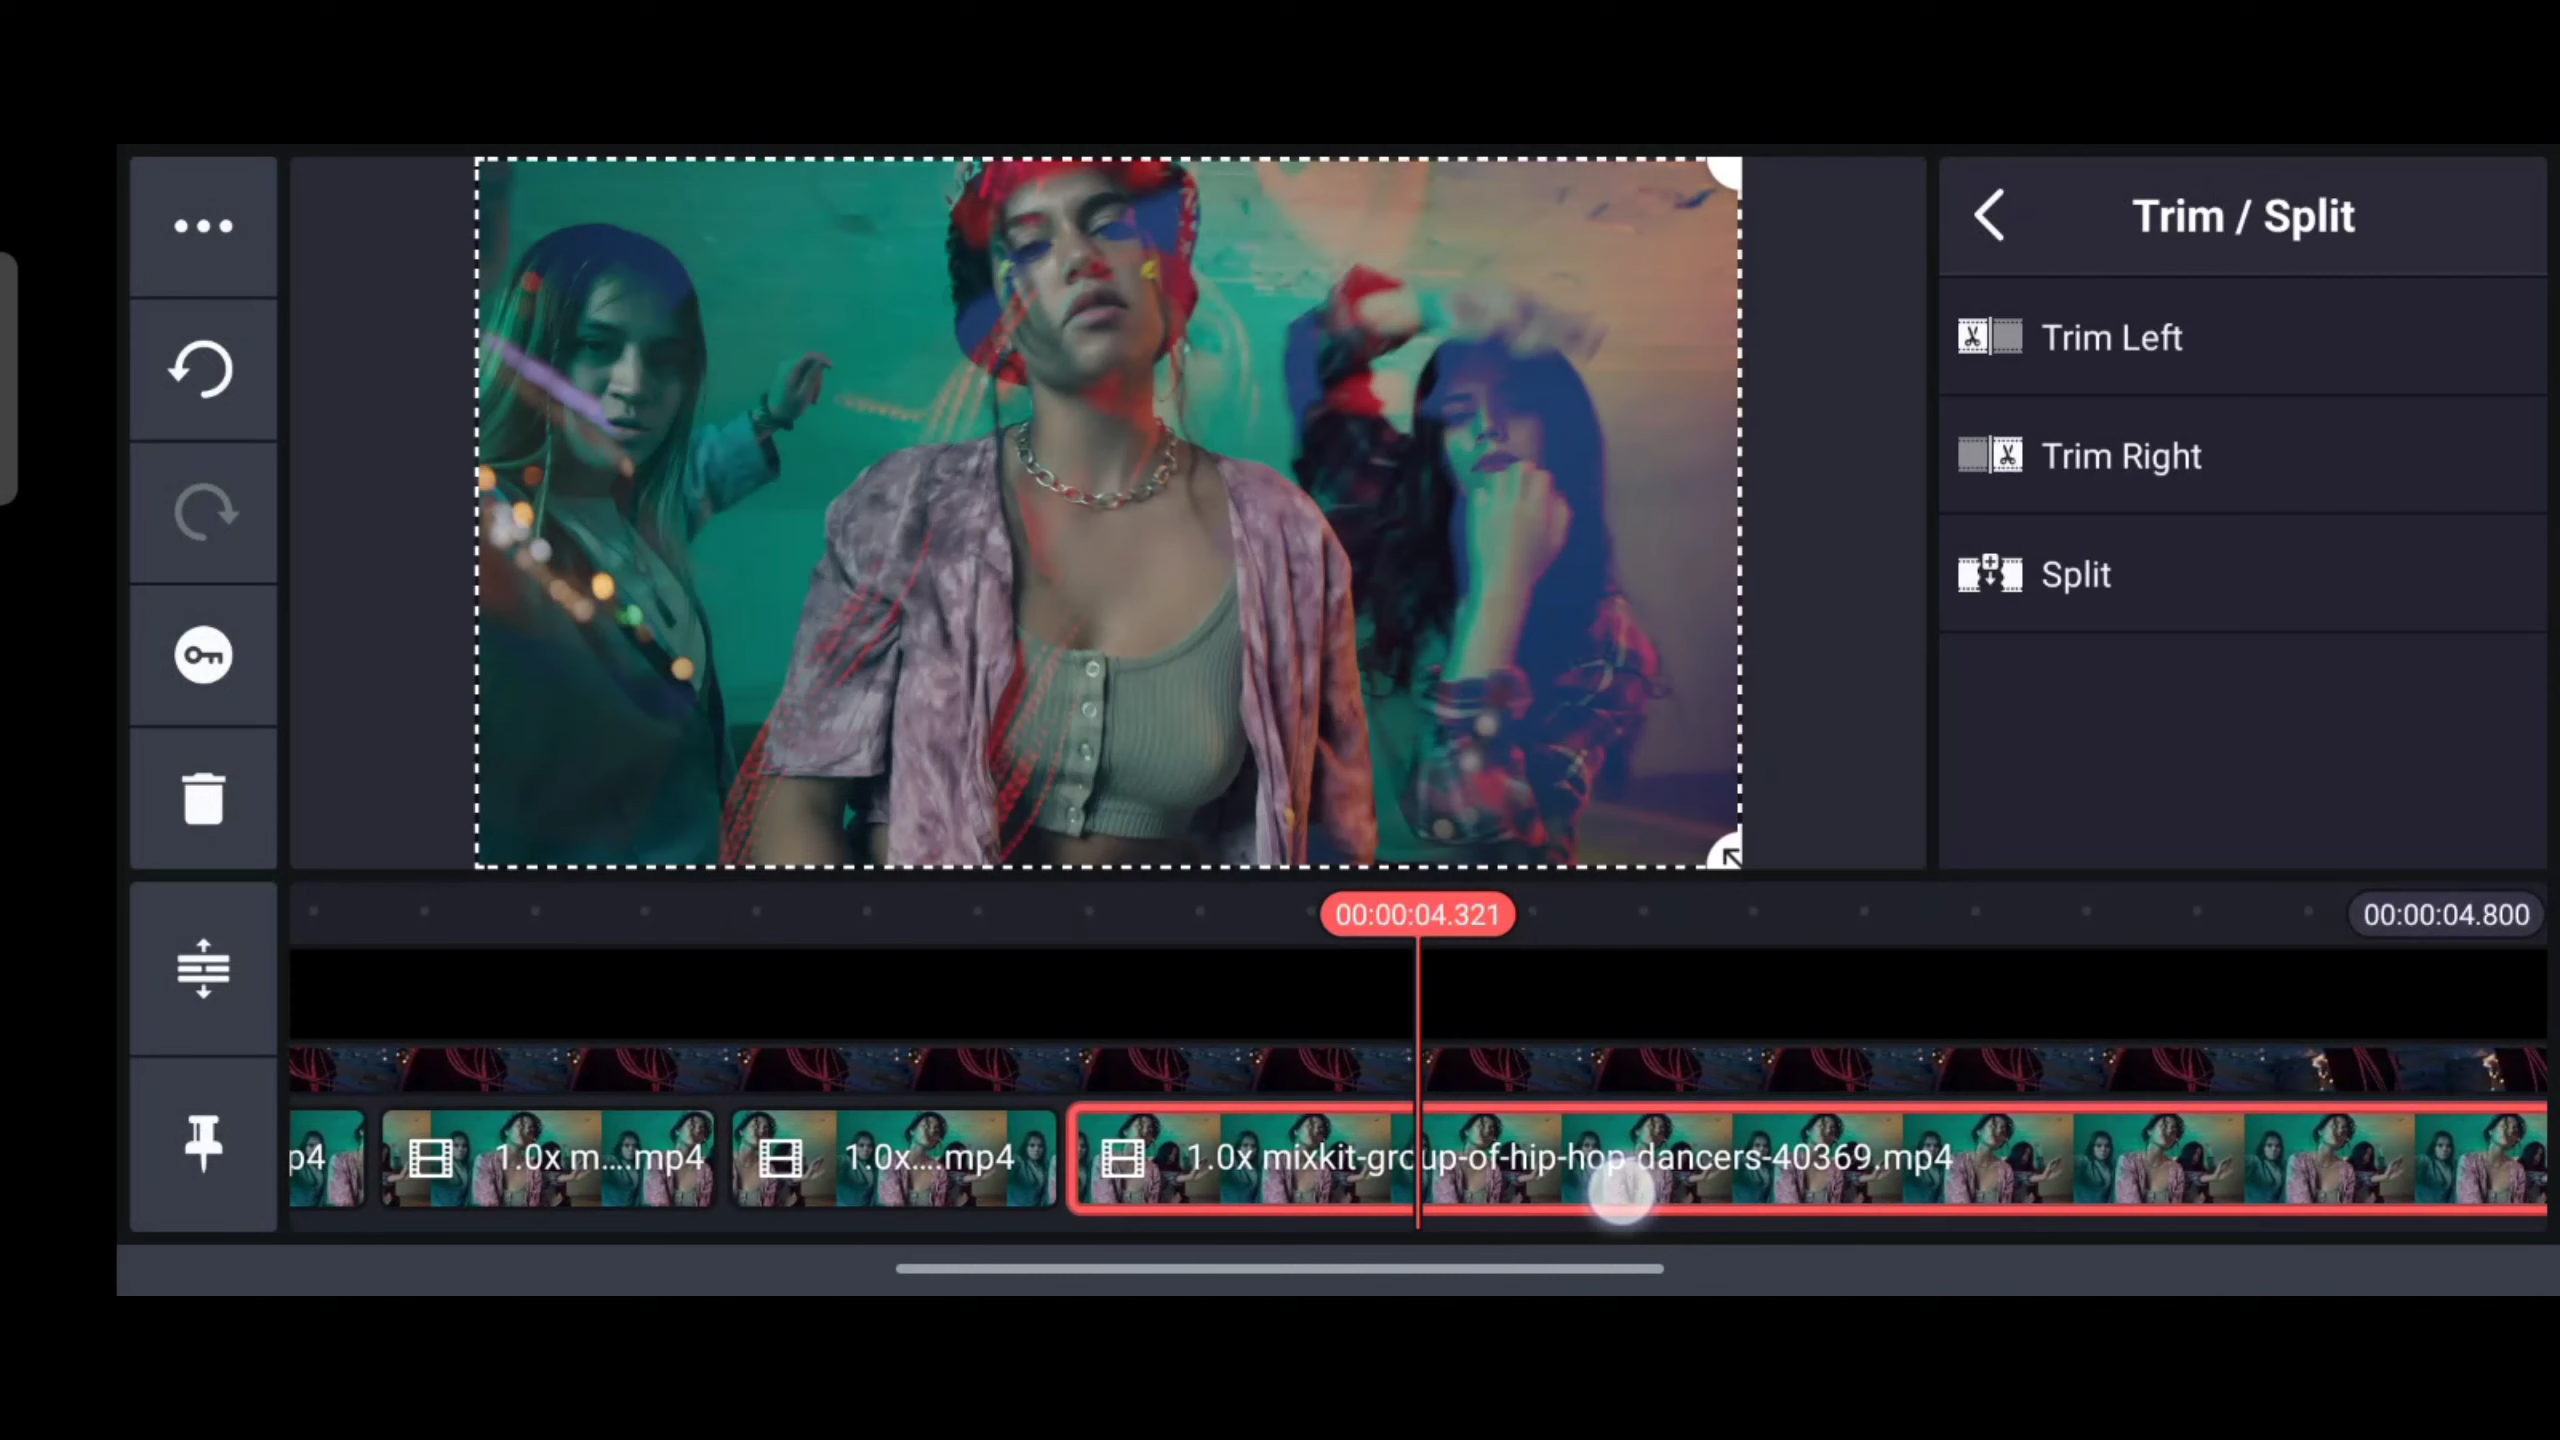 Trim / Split
Trim Left
Trim Right
Split
00:00:04.321
00:00:04.800
p4
1.0x m....mp4
1.0x....mp4
1.0x mixkit-group-of-hip-hop-dancers-40369.mp4